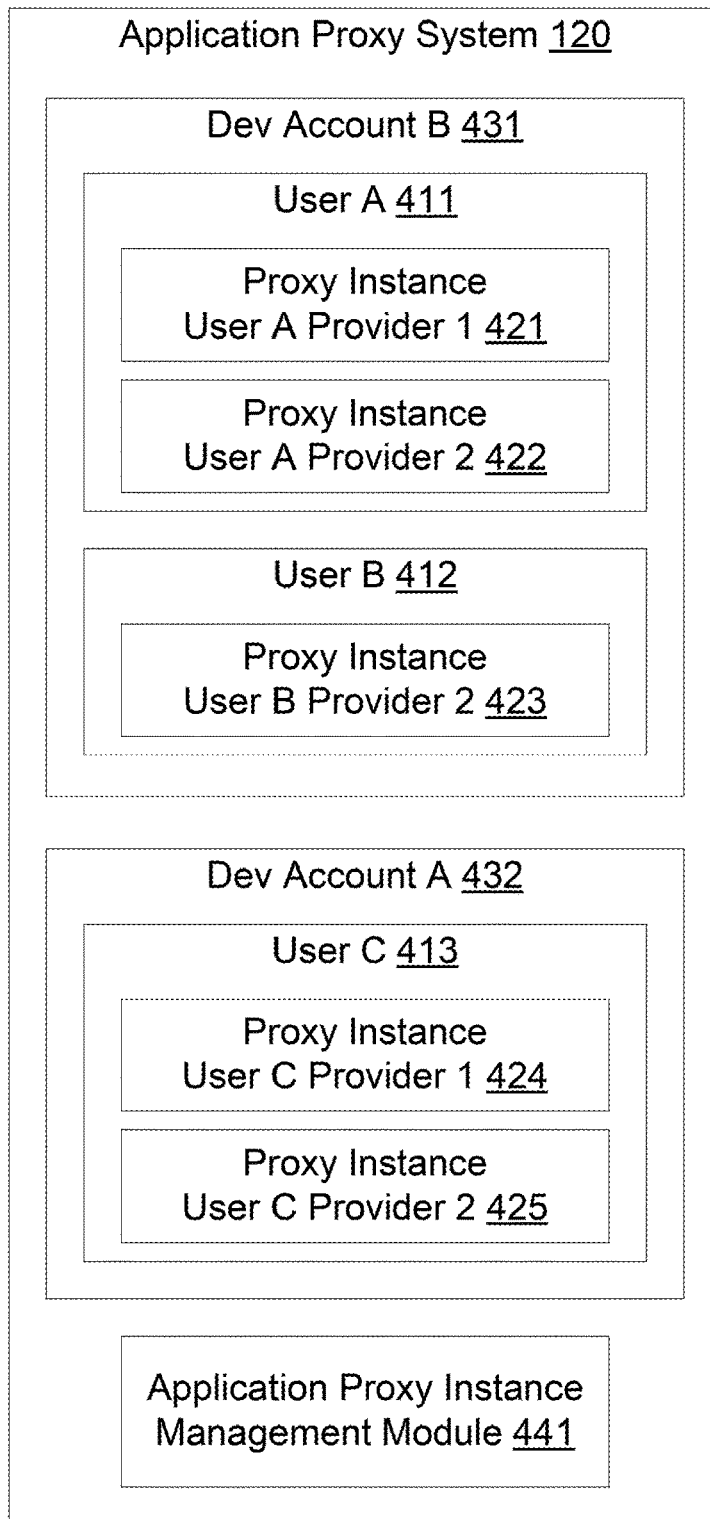 Application Proxy System 120
Dev Account B 431
User A 411
Proxy Instance
User A Provider 1 421
Proxy Instance
User A Provider 2 422
User B 412
Proxy Instance
User B Provider 2 423
Dev Account A 432
User C 413
Proxy Instance
User C Provider 1 424
Proxy Instance
User C Provider 2 425
Application Proxy Instance
Management Module 441